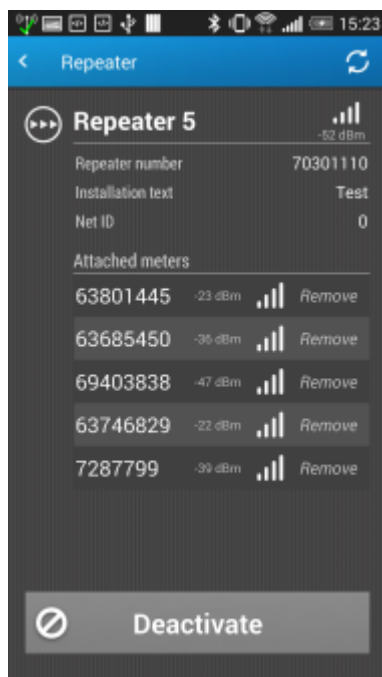 15:23
Repeater
Repeater 5
-52 dBm
Repeater number 70301110
Installation text Test
Net ID 0
Attached meters
63801445 -23 dBm Remove
63685450 -36 dBm Remove
69403838 -47 dBm Remove
63746829 -22 dBm Remove
7287799 -39 dBm Remove
Deactivate